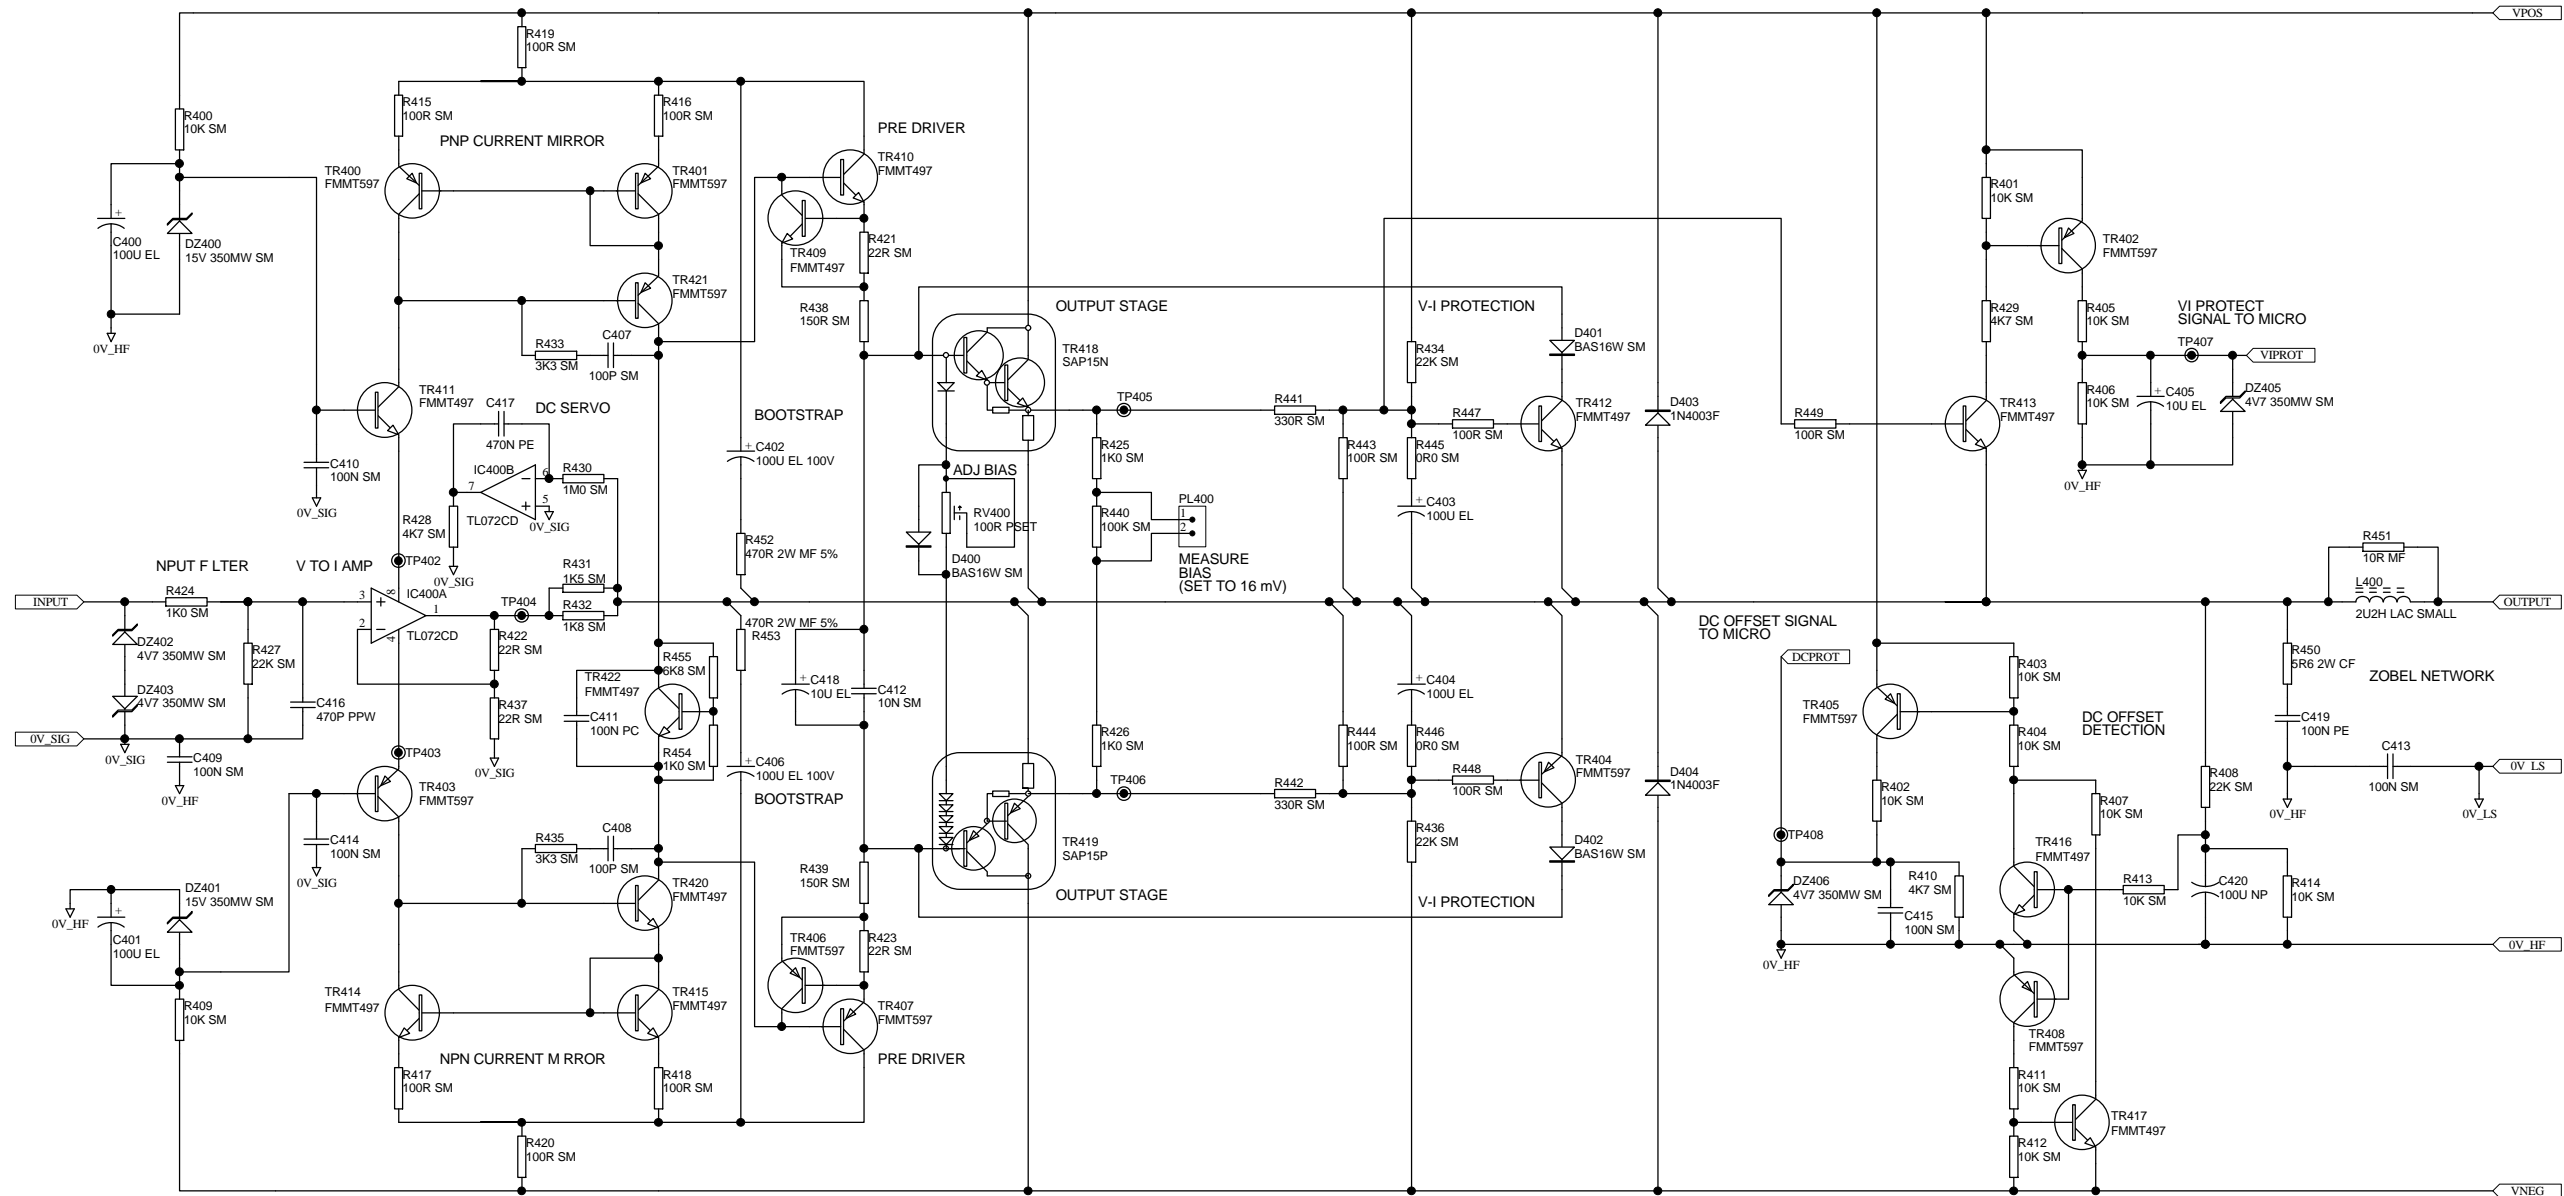 VPOS
R419
100R SM
R415
100R SM
R416
100R SM
R400
10K SM
PNP CURRENT MIRROR
PRE DRIVER
TR400
FMMT597
TR401
FMMT597
TR410
FMMT497
R401
10K SM
+
C400
100U EL
DZ400
15V 350MW SM
TR409
FMMT497
R421
22R SM
TR402
FMMT597
TR421
FMMT597
R438
150R SM
OUTPUT STAGE
V-I PROTECTION
R429
4K7 SM
R405
10K SM
VI PROTECT
SIGNAL TO MICRO
0V_HF
R433
3K3 SM
C407
100P SM
TR418
SAP15N
R434
22K SM
D401
BAS16W SM
TP407
VIPROT
TR411
FMMT497
C417
470N PE
DC SERVO
BOOTSTRAP
TP405
R441
330R SM
R447
100R SM
TR412
FMMT497
D403
1N4003F
R449
100R SM
TR413
FMMT497
R406
10K SM
+
C405
10U EL
DZ405
4V7 350MW SM
C410
100N SM
0V_SIG
IC400B
7
6
5
−
+
TL072CD
0V_SIG
R430
1M0 SM
+
C402
100U EL 100V
ADJ BIAS
R425
1K0 SM
R443
100R SM
R445
0R0 SM
0V_HF
R428
4K7 SM
RV400
100R PSET
R440
100K SM
PL400
1
2
+
C403
100U EL
R452
470R 2W MF 5%
D400
BAS16W SM
MEASURE
BIAS
(SET TO 16 mV)
R451
10R MF
NPUT F LTER
V TO I AMP
TP402
0V_SIG
R431
1K5 SM
L400
2U2H LAC SMALL
INPUT
R424
1K0 SM
3
+
8
IC400A
1
TP404
R432
1K8 SM
OUTPUT
2
−
4
TL072CD
DZ402
4V7 350MW SM
R427
22K SM
R422
22R SM
470R 2W MF 5%
R453
DC OFFSET SIGNAL
TO MICRO
R455
6K8 SM
DCPROT
R403
10K SM
R450
5R6 2W CF
ZOBEL NETWORK
DZ403
4V7 350MW SM
C416
470P PPW
R437
22R SM
TR422
FMMT497
C411
100N PC
+
C418
10U EL
C412
10N SM
+
C404
100U EL
TR405
FMMT597
DC OFFSET
DETECTION
C419
100N PE
0V_SIG
0V_SIG
C409
100N SM
0V_HF
TP403
0V_SIG
R454
1K0 SM
R426
1K0 SM
R444
100R SM
R446
0R0 SM
R404
10K SM
C413
100N SM
TR403
FMMT597
+
C406
100U EL 100V
BOOTSTRAP
TP406
R442
330R SM
R448
100R SM
TR404
FMMT597
D404
1N4003F
R402
10K SM
R407
10K SM
R408
22K SM
0V_HF
0V LS
0V_LS
C414
100N SM
0V_SIG
R435
3K3 SM
C408
100P SM
TR419
SAP15P
R436
22K SM
D402
BAS16W SM
TP408
TR416
FMMT497
DZ401
15V 350MW SM
TR420
FMMT497
R439
150R SM
OUTPUT STAGE
V-I PROTECTION
DZ406
4V7 350MW SM
R410
4K7 SM
R413
10K SM
C420
100U NP
R414
10K SM
0V_HF
+
C401
100U EL
C415
100N SM
TR406
FMMT597
R423
22R SM
0V_HF
0V_HF
R409
10K SM
TR414
FMMT497
TR415
FMMT497
TR407
FMMT597
TR408
FMMT597
NPN CURRENT M RROR
PRE DRIVER
R417
100R SM
R418
100R SM
R411
10K SM
TR417
FMMT497
R420
100R SM
R412
10K SM
VNEG